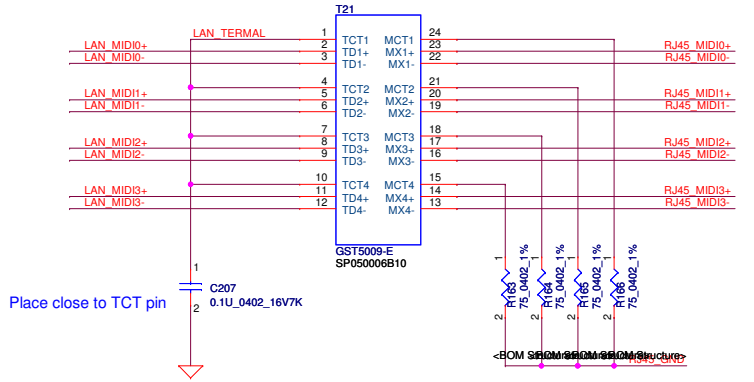 T21
LAN_TERMAL
1 TCT1 MCT1 24
LAN_MIDI0+ 2 TD1+ MX1+ 23 RJ45_MIDI0+
LAN_MIDI0- 3 TD1- MX1- 22 RJ45_MIDI0-
4 TCT2 MCT2 21
LAN_MIDI1+ 5 TD2+ MX2+ 20 RJ45_MIDI1+
LAN_MIDI1- 6 TD2- MX2- 19 RJ45_MIDI1-
7 TCT3 MCT3 18
LAN_MIDI2+ 8 TD3+ MX3+ 17 RJ45_MIDI2+
LAN_MIDI2- 9 TD3- MX3- 16 RJ45_MIDI2-
10 TCT4 MCT4 15
LAN_MIDI3+ 11 TD4+ MX4+ 14 RJ45_MIDI3+
LAN_MIDI3- 12 TD4- MX4- 13 RJ45_MIDI3-
GST5009-E
SP050006B10
1
C207
0.1U_0402_16V7K
2
Place close to TCT pin
1 1 1 1
R163
75_0402_1%
R164
75_0402_1%
R165
75_0402_1%
R166
75_0402_1%
2 2 2 2
RJ45_GND